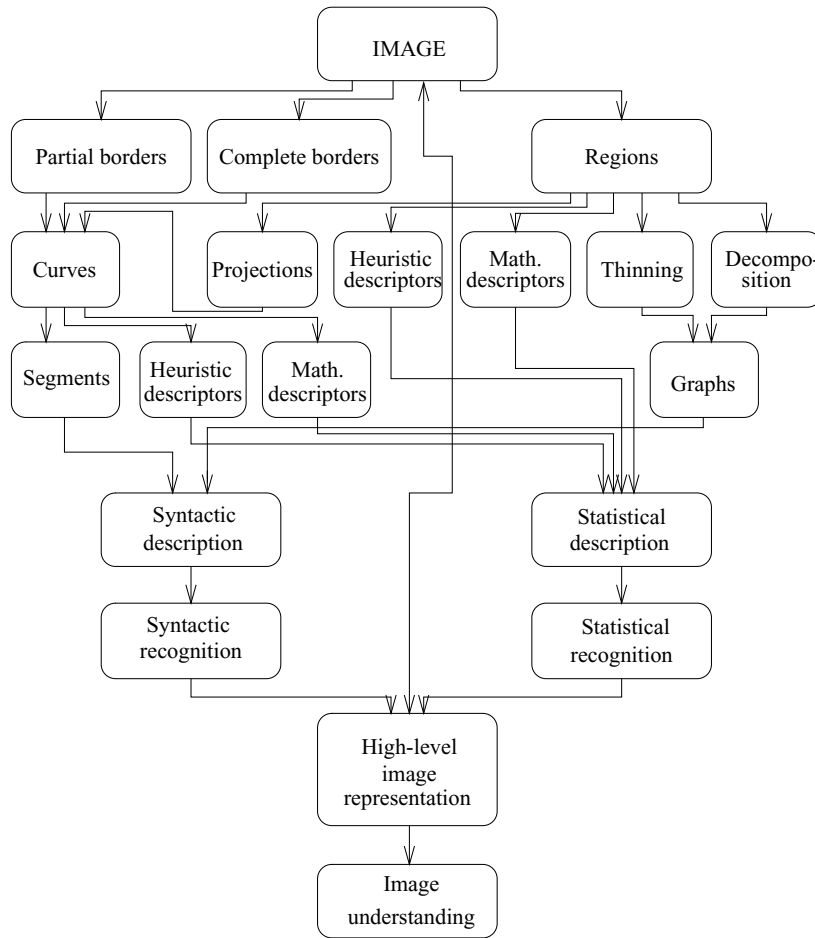 IMAGE
Partial borders
Complete borders
Regions
Curves
Projections
Heuristic
descriptors
Math.
descriptors
Thinning
Decompo-
sition
Segments
Heuristic
descriptors
Math.
descriptors
Graphs
Syntactic
description
Statistical
description
Syntactic
recognition
Statistical
recognition
High-level
image
representation
Image
understanding